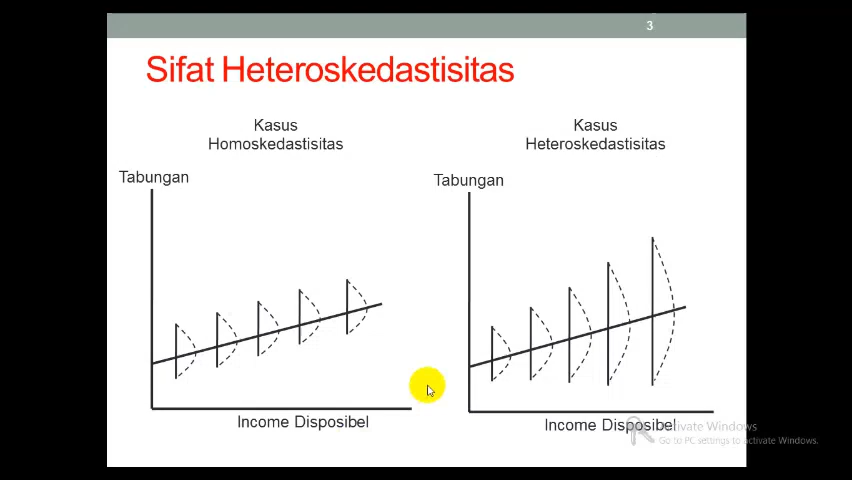 3
Sifat Heteroskedastisitas
Kasus
Homoskedastisitas
Tabungan
Income Disposibel
Kasus
Heteroskedastisitas
Tabungan
Income Disposibel
Activate Windows
Go to PC settings to activate Windows.